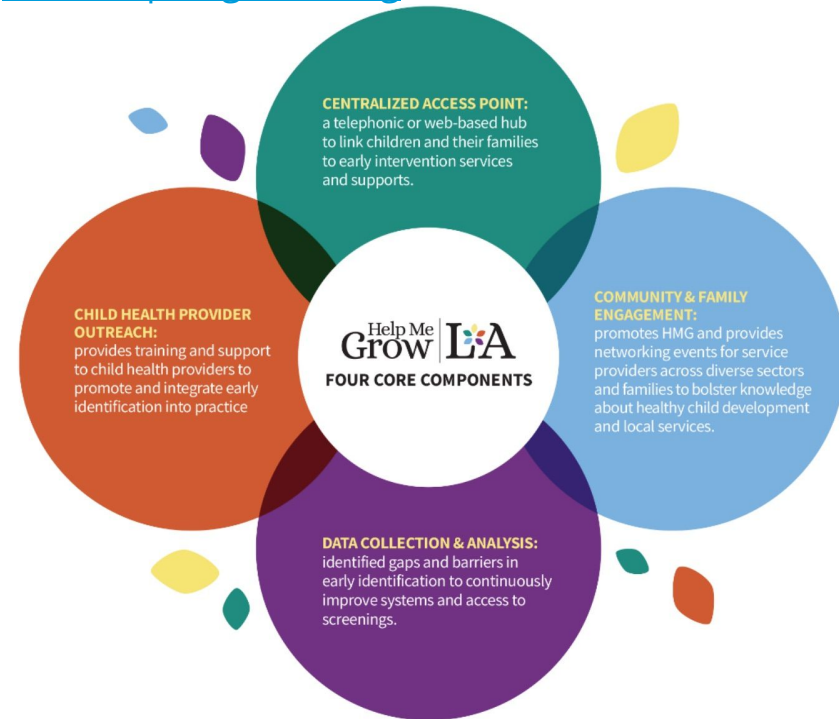 CENTRALIZED ACCESS POINT:
a telephonic or web-based hub
to link children and their families
to early intervention services
and supports.
CHILD HEALTH PROVIDER
OUTREACH:
provides training and support
to child health providers to
promote and integrate early
identification into practice
Help Me
Grow LA
FOUR CORE COMPONENTS
COMMUNITY & FAMILY
ENGAGEMENT:
promotes HMG and provides
networking events for service
providers across diverse sectors
and families to bolster knowledge
about healthy child development
and local services.
DATA COLLECTION & ANALYSIS:
identified gaps and barriers in
early identification to continuously
improve systems and access to
screenings.